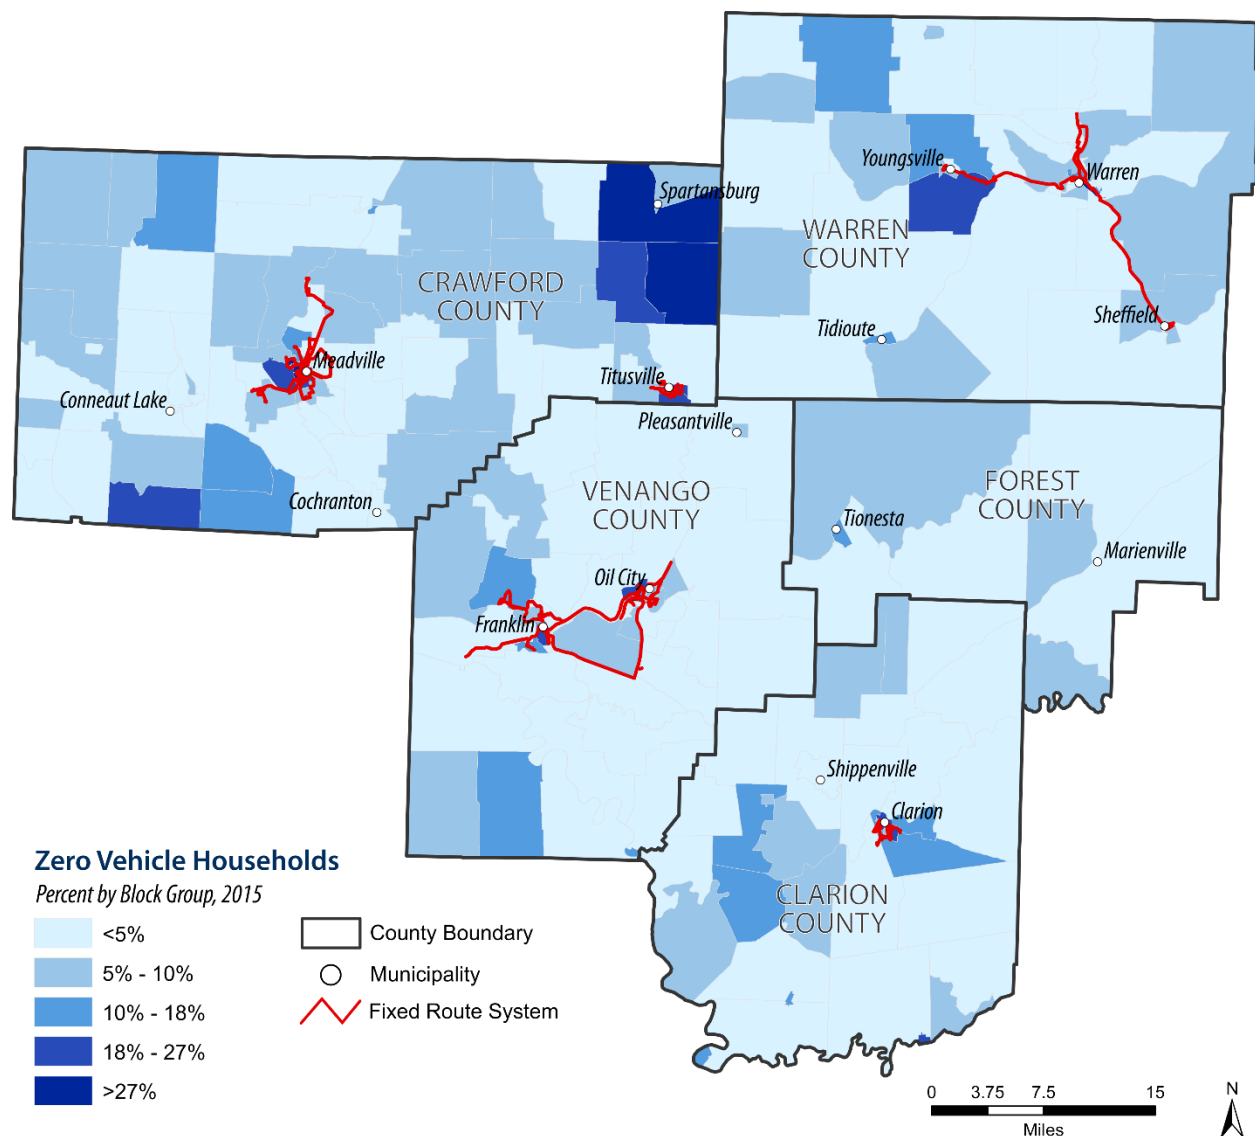 Spartansburg
Youngsville
Warren
WARREN
COUNTY
CRAWFORD
COUNTY
Tidioute
Sheffield
Meadville
Titusville
Conneaut Lake
Pleasantville
Cochranton
VENANGO
COUNTY
FOREST
COUNTY
Tionesta
Marienville
Oil City
Franklin
Shippenville
Clarion
CLARION
COUNTY
Zero Vehicle Households
Percent by Block Group, 2015
<5%
5% - 10%
10% - 18%
18% - 27%
>27%
County Boundary
Municipality
Fixed Route System
0 3.75 7.5 15
Miles
N